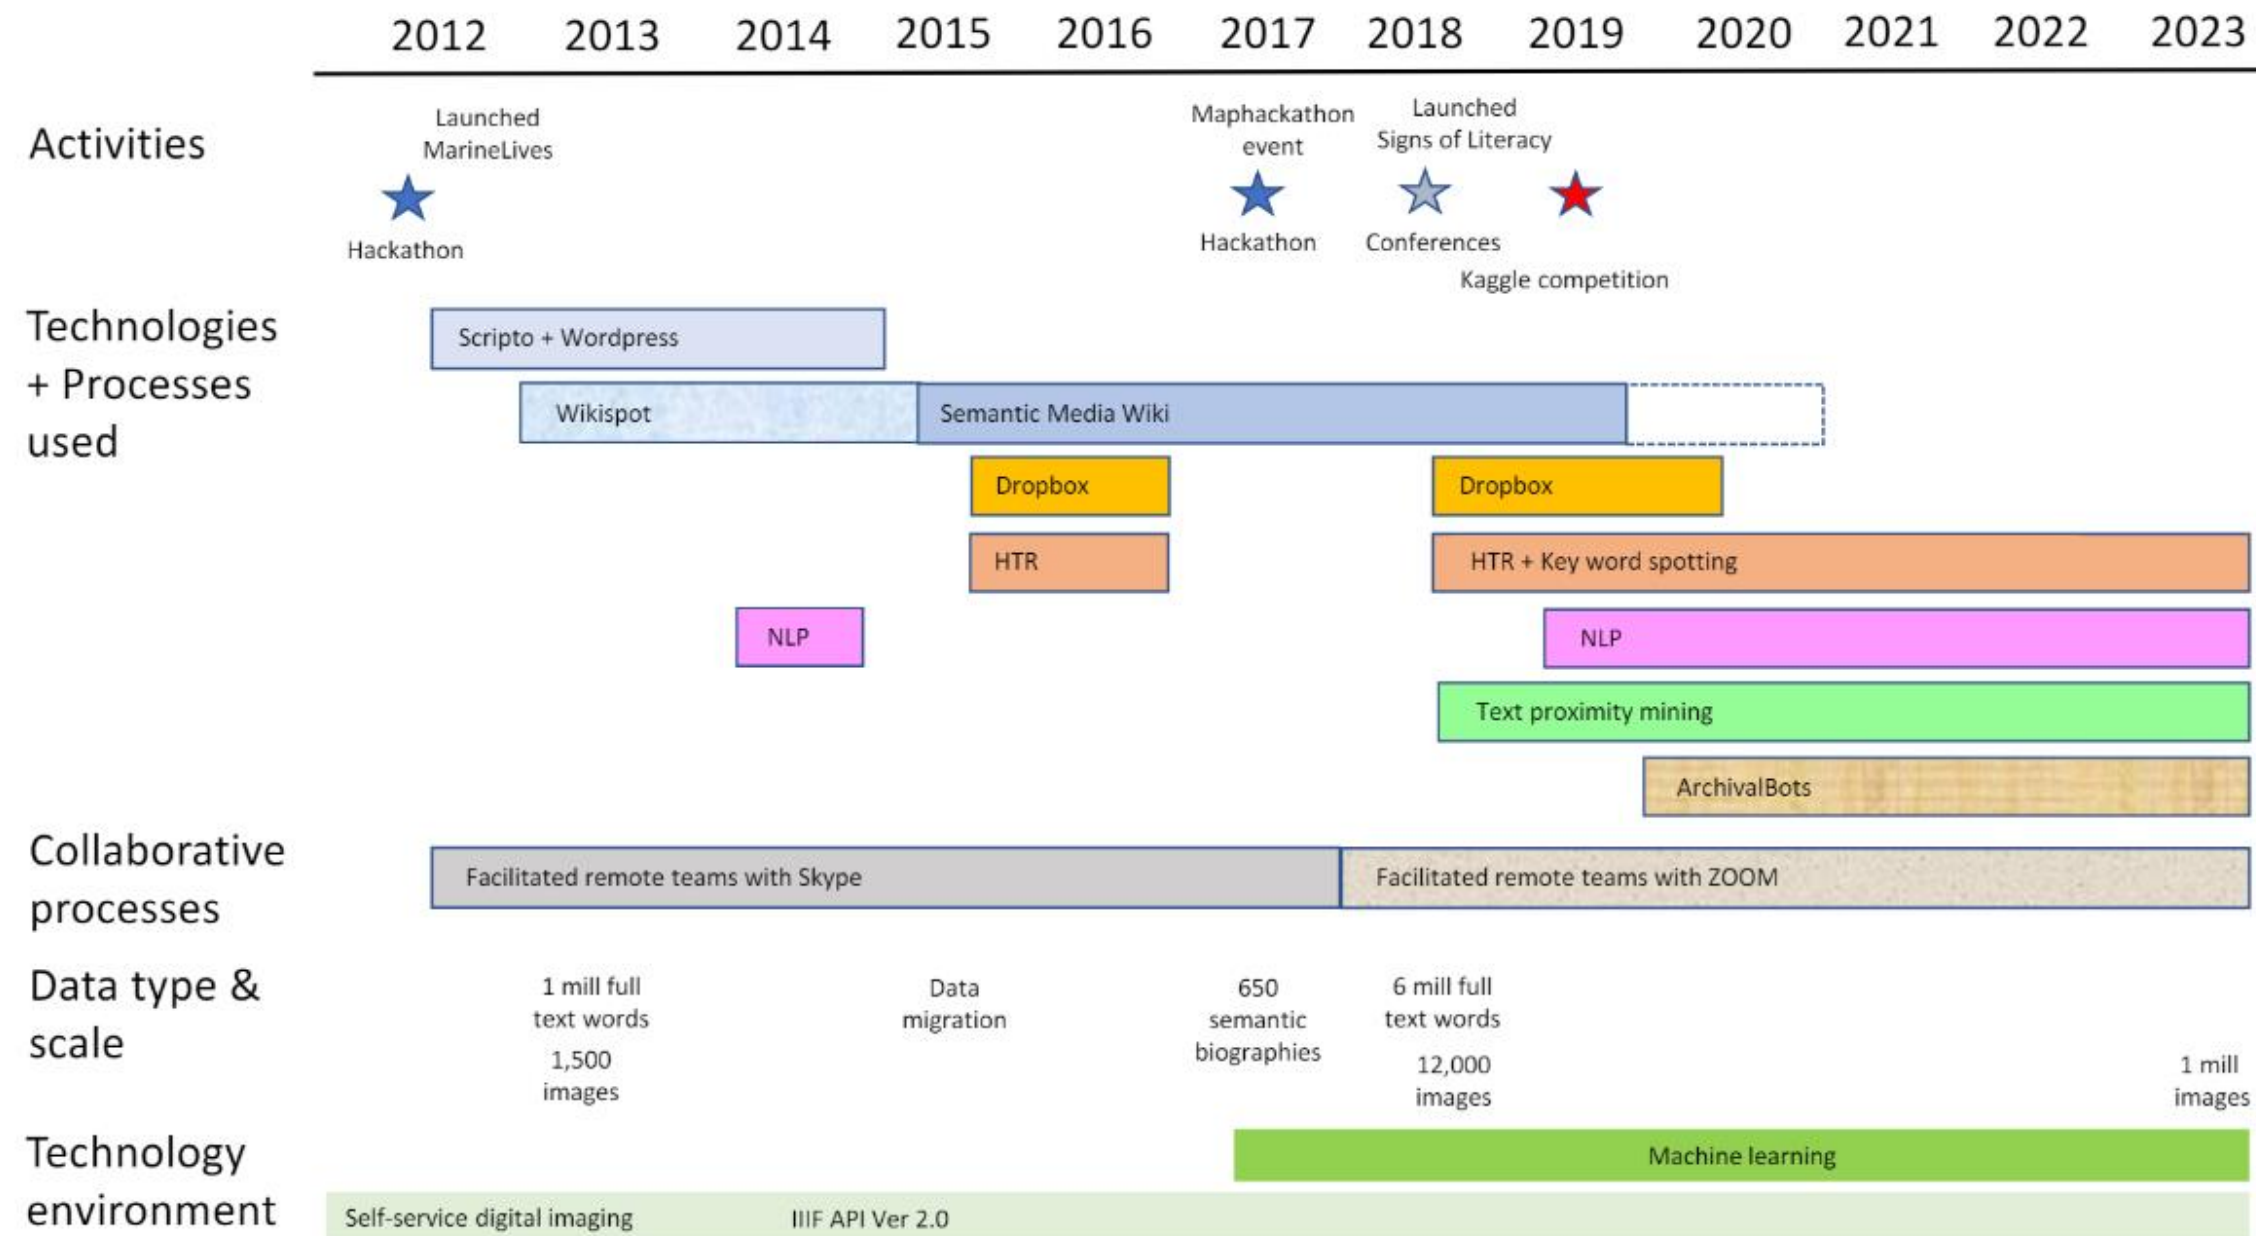 2012 2013 2014 2015 2016 2017 2018 2019 2020 2021 2022 2023
Activities
Launched
MarineLives
Hackathon
Maphackathon
event
Hackathon
Launched
Signs of Literacy
Conferences
Kaggle competition
Technologies
+ Processes
used
Scripto + Wordpress
Wikispot
Semantic Media Wiki
Dropbox
Dropbox
HTR
HTR + Key word spotting
NLP
NLP
Text proximity mining
ArchivalBots
Collaborative
processes
Facilitated remote teams with Skype
Facilitated remote teams with ZOOM
Data type &
scale
1 mill full
text words
1,500
images
Data
migration
650
semantic
biographies
6 mill full
text words
12,000
images
1 mill
images
Technology
environment
Machine learning
Self-service digital imaging
IIIF API Ver 2.0